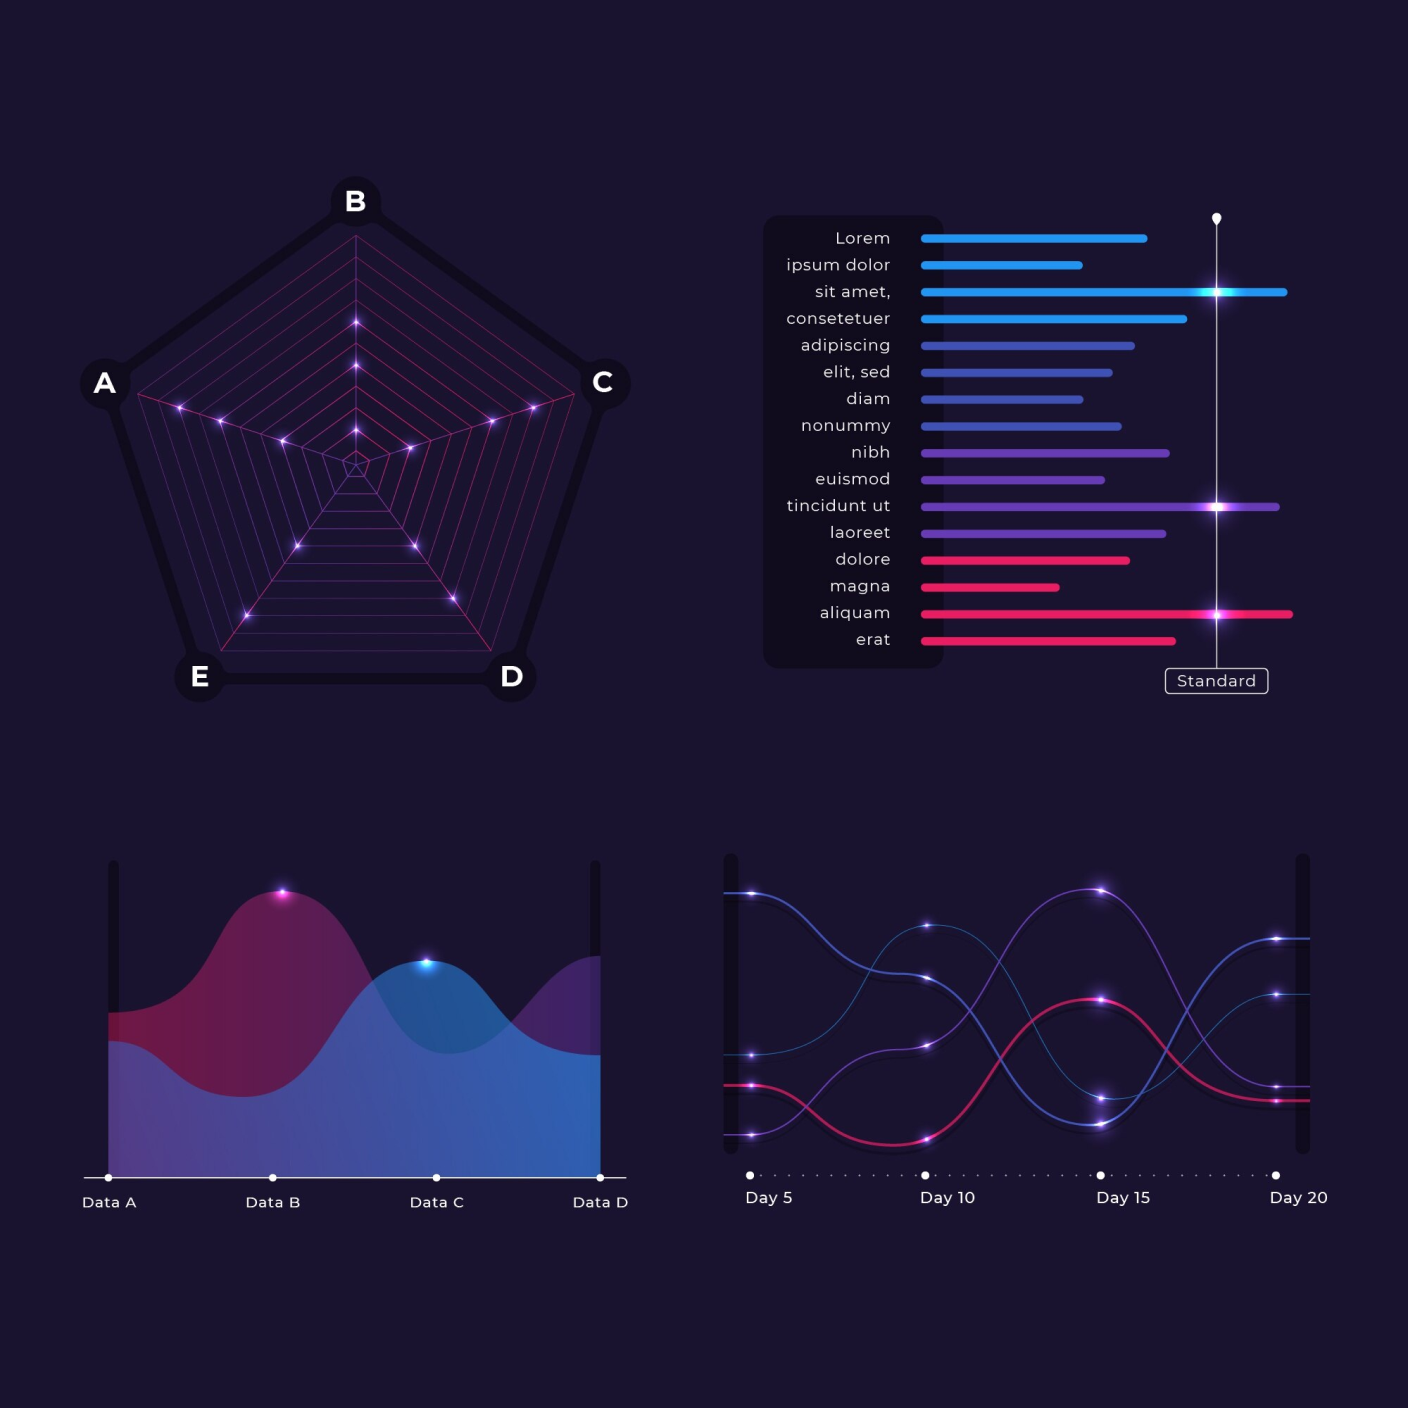 B
A
C
E
D
Lorem
ipsum dolor
sit amet,
consetetuer
adipiscing
elit, sed
diam
nonummy
nibh
euismod
tincidunt ut
laoreet
dolore
magna
aliquam
erat
Standard
Data A Data B Data C Data D
Day 5 Day 10 Day 15 Day 20